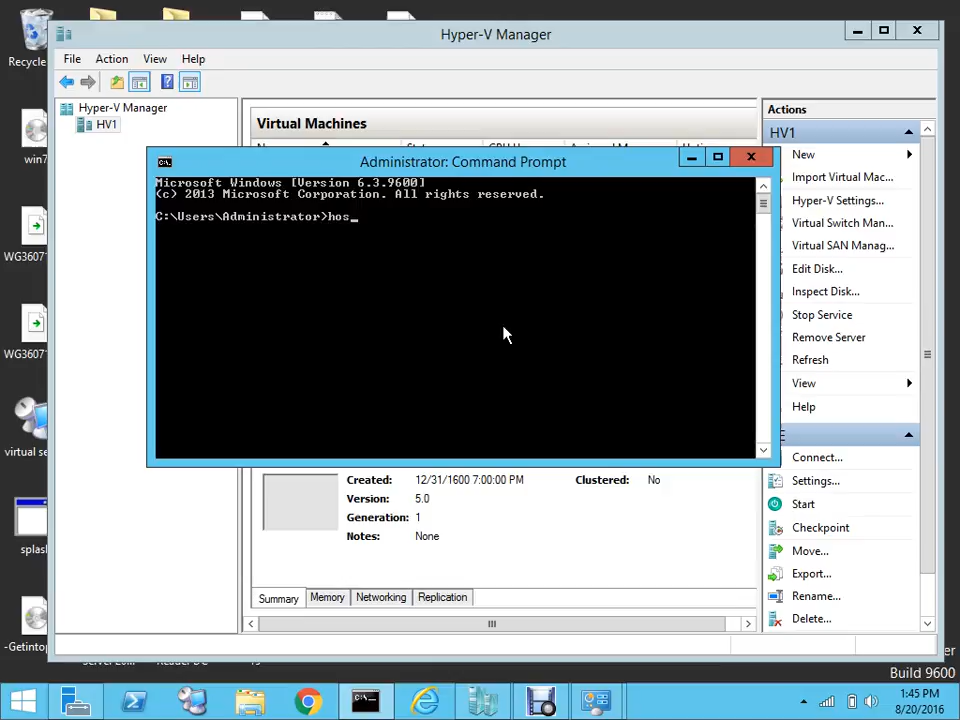 Hyper-V Manager
Recycle
File Action View Help
Hyper-V Manager
HV1
Virtual Machines
Actions
HV1
New
Import Virtual Mac...
Hyper-V Settings...
Virtual Switch Man...
Virtual SAN Manag...
Edit Disk...
Inspect Disk...
Stop Service
Remove Server
Refresh
View
Help
Connect...
Settings...
Start
Checkpoint
Move...
Export...
Rename...
Delete...
win7
WG3607
WG3607
virtual se
splas
-Getinto
Administrator: Command Prompt
Microsoft Windows [Version 6.3.9600]
(c) 2013 Microsoft Corporation. All rights reserved.
C:\Users\Administrator>hos_
Created: 12/31/1600 7:00:00 PM Clustered: No
Version: 5.0
Generation: 1
Notes: None
Summary Memory Networking Replication
er
Build 9600
1:45 PM
8/20/2016